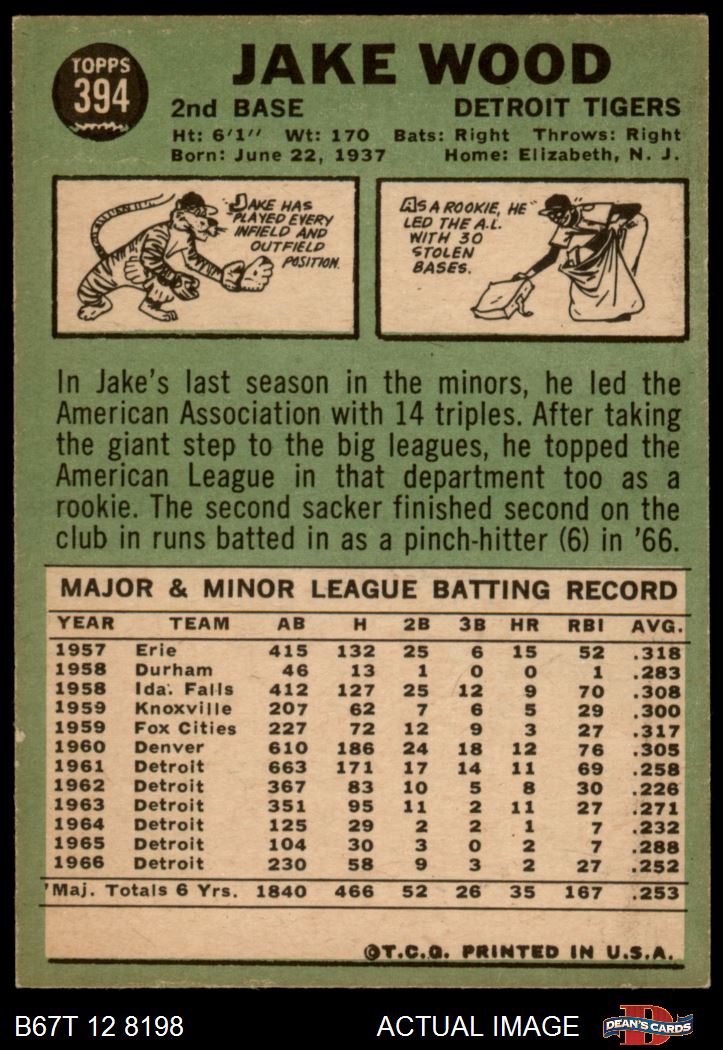 TOPPS
394
JAKE WOOD
2nd BASE DETROIT TIGERS
Ht: 6'1" Wt: 170 Bats: Right Throws: Right
Born: June 22, 1937 Home: Elizabeth, N. J.
JAKE HAS
PLAYED EVERY
INFIELD AND
OUTFIELD
POSITION.
AS A ROOKIE, HE
LED THE A.L.
WITH 30
STOLEN
BASES.
In Jake's last season in the minors, he led the
American Association with 14 triples. After taking
the giant step to the big leagues, he topped the
American League in that department too as a
rookie. The second sacker finished second on the
club in runs batted in as a pinch-hitter (6) in '66.
MAJOR & MINOR LEAGUE BATTING RECORD
YEAR TEAM AB H 2B 3B HR RBI AVG.
1957 Erie 415 132 25 6 15 52 .318
1958 Durham 46 13 1 0 0 1 .283
1958 Ida. Falls 412 127 25 12 9 70 .308
1959 Knoxville 207 62 7 6 5 29 .300
1959 Fox Cities 227 72 12 9 3 27 .317
1960 Denver 610 186 24 18 12 76 .305
1961 Detroit 663 171 17 14 11 69 .258
1962 Detroit 367 83 10 5 8 30 .226
1963 Detroit 351 95 11 2 11 27 .271
1964 Detroit 125 29 2 2 1 7 .232
1965 Detroit 104 30 3 0 2 7 .288
1966 Detroit 230 58 9 3 2 27 .252
Maj. Totals 6 Yrs. 1840 466 52 26 35 167 .253
©T.C.G. PRINTED IN U.S.A.
B67T 12 8198 ACTUAL IMAGE D DEAN'S CARDS